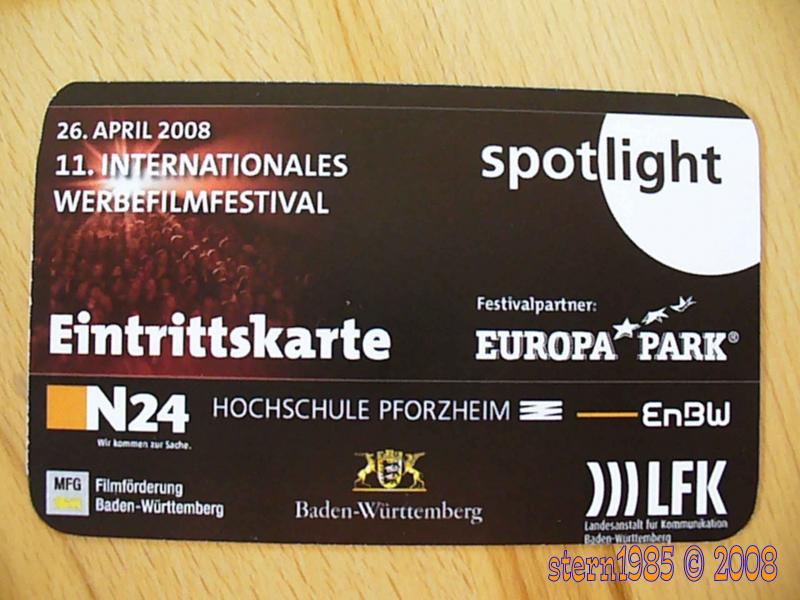 26. APRIL 2008
11. INTERNATIONALES
WERBEFILMFESTIVAL
spotlight
Eintrittskarte
Festivalpartner:
EUROPA PARK®
N24
Wir kommen zur Sache.
HOCHSCHULE PFORZHEIM
EnBW
MFG
Filmförderung
Baden-Württemberg
Baden-Württemberg
LFK
Landesanstalt für Kommunikation
Baden-Württemberg
stern1985 © 2008